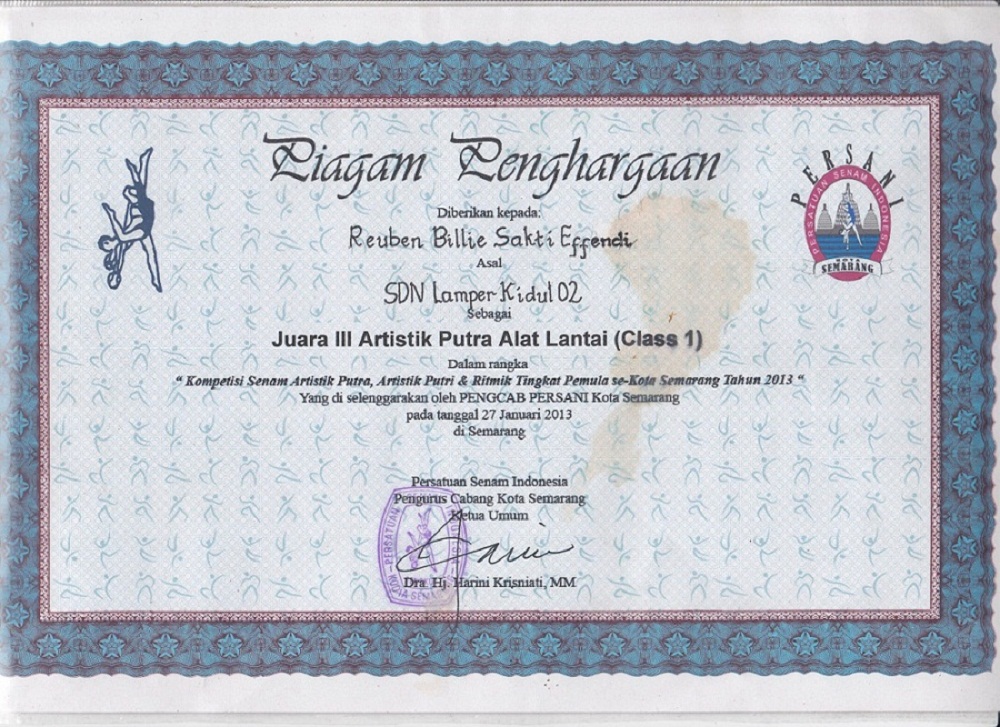 Piagam Penghargaan
PERSANI
PERSATUAN SENAM INDONESIA
KOTA
SEMARANG
Diberikan kepada:
Reuben Billie Sakti Effendi
Asal
SDN Lamper Kidul 02
Sebagai
Juara III Artistik Putra Alat Lantai (Class 1)
Dalam rangka
" Kompetisi Senam Artistik Putra, Artistik Putri & Ritmik Tingkat Pemula se-Kota Semarang Tahun 2013 "
Yang di selenggarakan oleh PENGCAB PERSANI Kota Semarang
pada tanggal 27 Januari 2013
di Semarang
Persatuan Senam Indonesia
Pengurus Cabang Kota Semarang
Ketua Umum
Dra. Hj. Harini Krisniati, MM